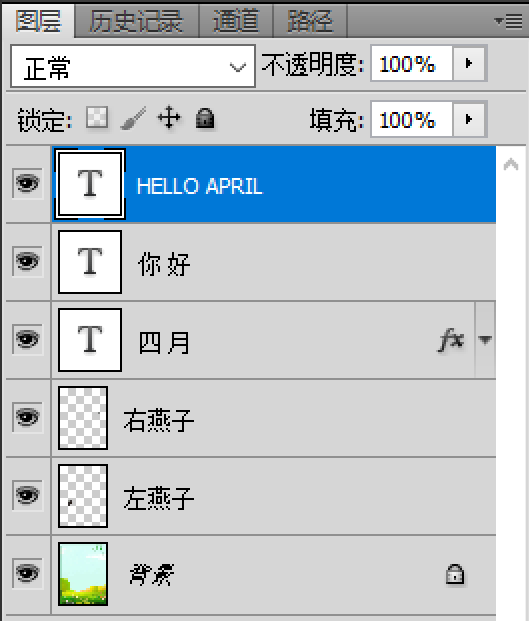 图层 历史记录 通道 路径
正常 不透明度: 100%
锁定: 填充: 100%
T HELLO APRIL
T 你好
T 四月 fx
右燕子
左燕子
背景